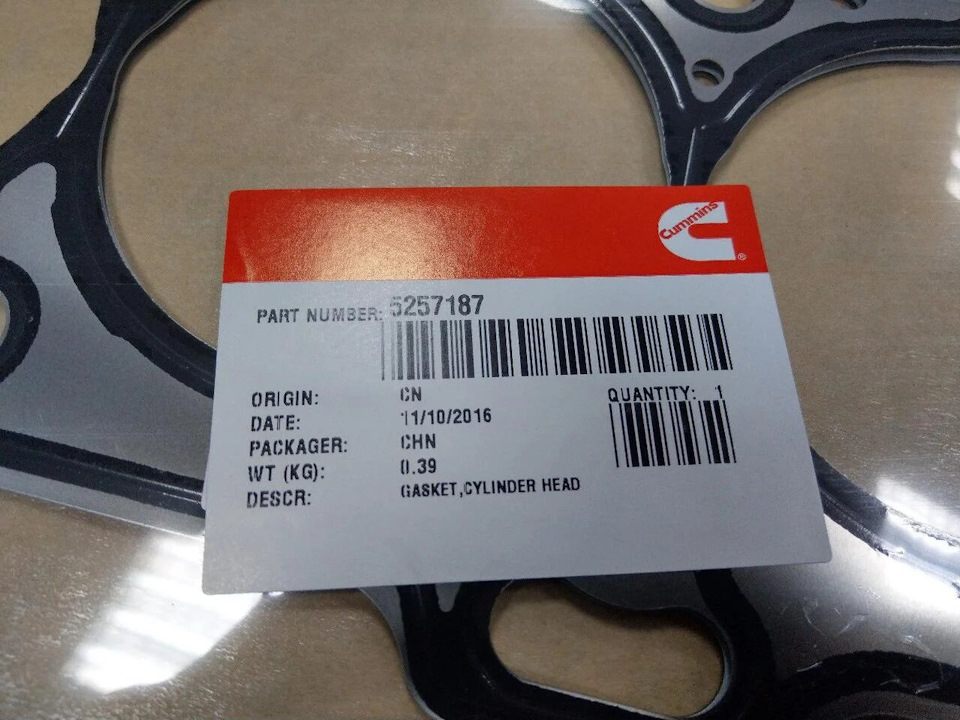 Cummins
®
PART NUMBER: 5257187
ORIGIN: CN
QUANTITY: 1
DATE: 11/10/2016
PACKAGER: CHN
WT (KG): 0.39
DESCR: GASKET,CYLINDER HEAD